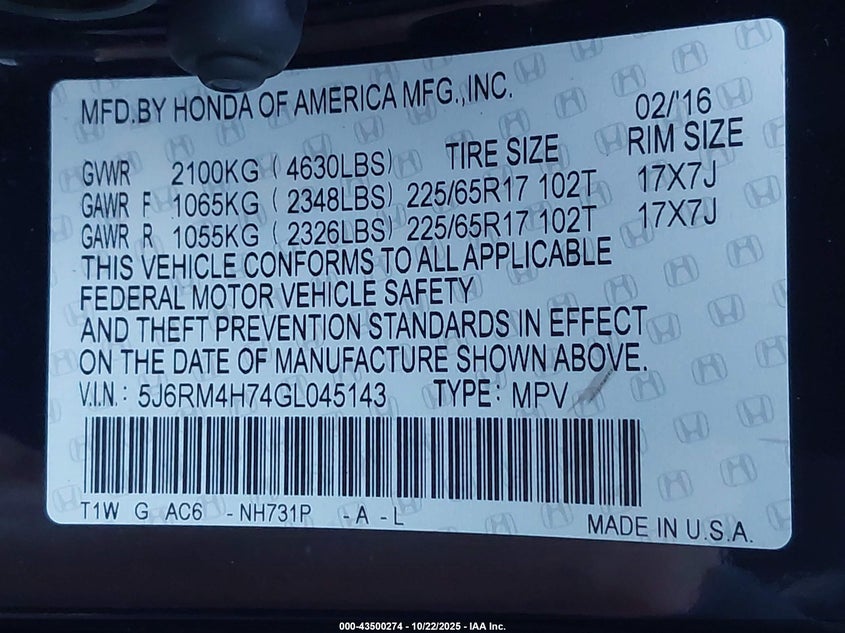 MFD.BY HONDA OF AMERICA MFG.,INC. 02/'16
TIRE SIZE RIM SIZE
GVWR 2100KG ( 4630LBS)
GAWR F 1065KG ( 2348LBS) 225/65R17 102T 17X7J
GAWR R 1055KG ( 2326LBS) 225/65R17 102T 17X7J
THIS VEHICLE CONFORMS TO ALL APPLICABLE
FEDERAL MOTOR VEHICLE SAFETY
AND THEFT PREVENTION STANDARDS IN EFFECT
ON THE DATE OF MANUFACTURE SHOWN ABOVE.
V.I.N.: 5J6RM4H74GL045143 TYPE: MPV
T1W G AC6 -NH731P -A -L
MADE IN U.S.A.
000-43500274 - 10/22/2025 - IAA Inc.